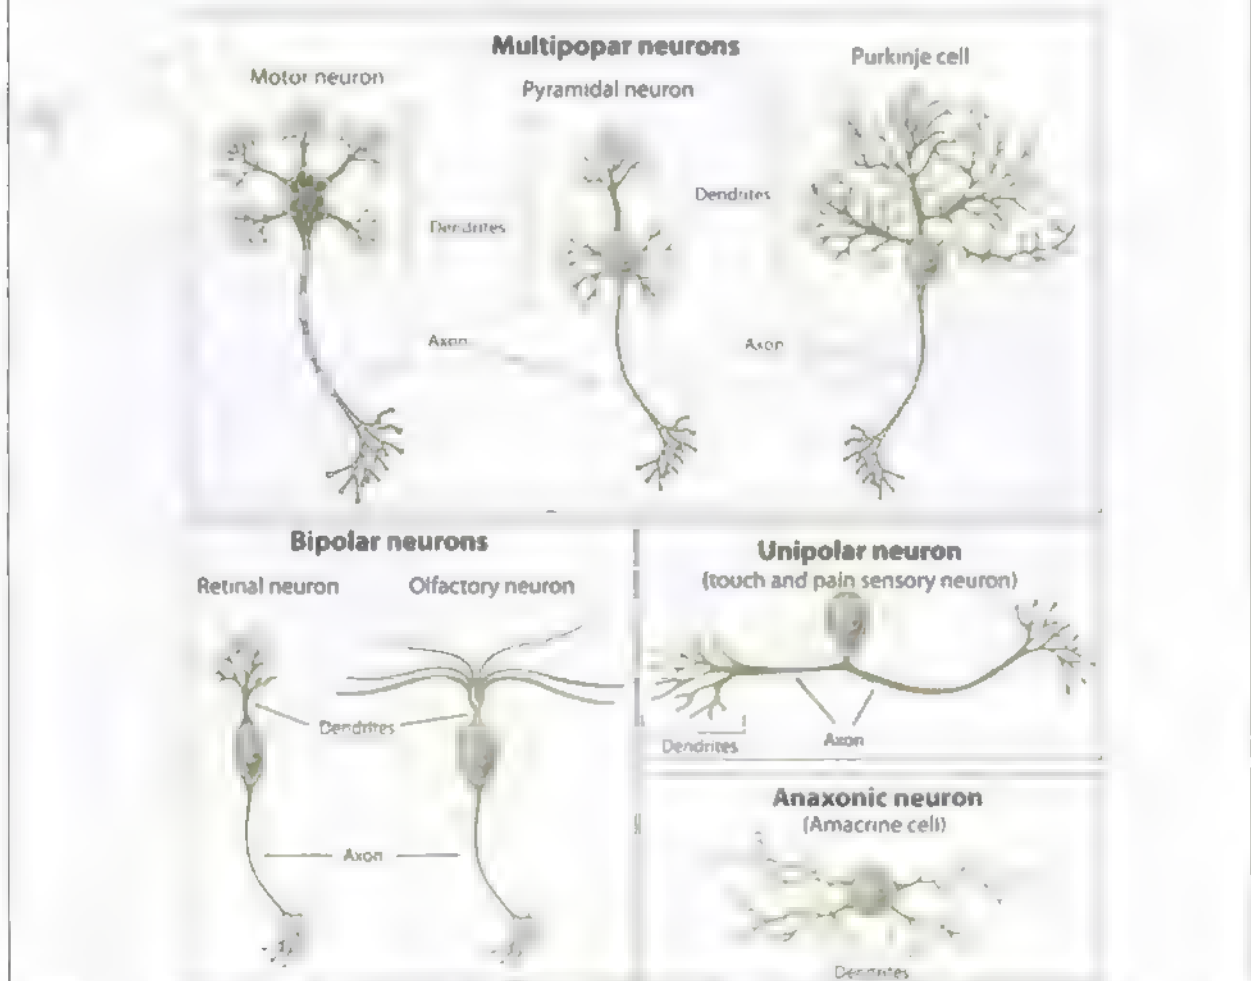 Multipopar neurons
Motor neuron
Pyramidal neuron
Purkinje cell
Dendrites
Dendrites
Axon
Axon
Bipolar neurons
Retinal neuron
Olfactory neuron
Dendrites
Axon
Unipolar neuron
(touch and pain sensory neuron)
Dendrites
Axon
Anaxonic neuron
(Amacrine cell)
Dendrites